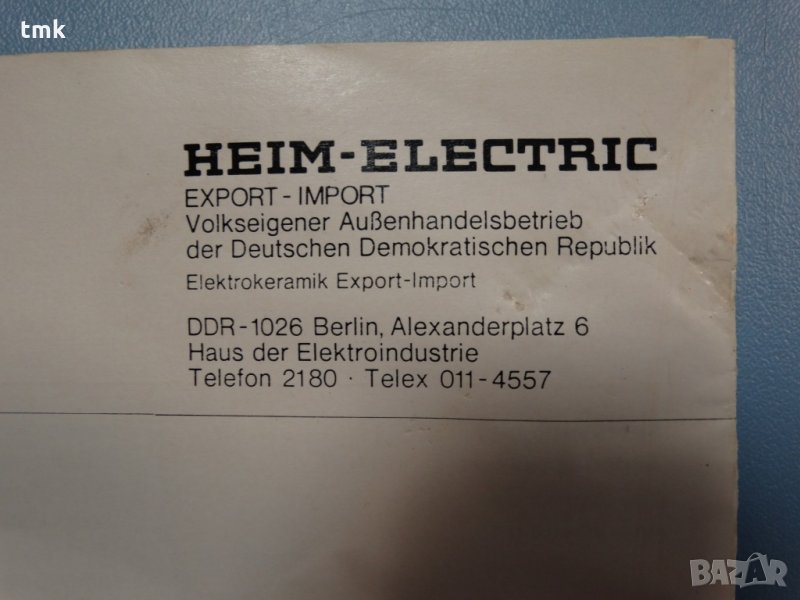 tmk
HEIM-ELECTRIC
EXPORT - IMPORT
Volkseigener Außenhandelsbetrieb
der Deutschen Demokratischen Republik
Elektrokeramik Export-Import
DDR-1026 Berlin, Alexanderplatz 6
Haus der Elektroindustrie
Telefon 2180 · Telex 011-4557
BAZAR